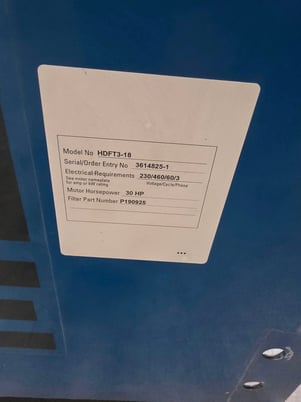 Model No HDFT3-18
Serial/Order Entry No 3614825-1
Electrical Requirements 230/460/60/3
See motor nameplate Voltage/Cycle/Phase
for amp or kW rating
Motor Horsepower 30 HP
Filter Part Number P190925